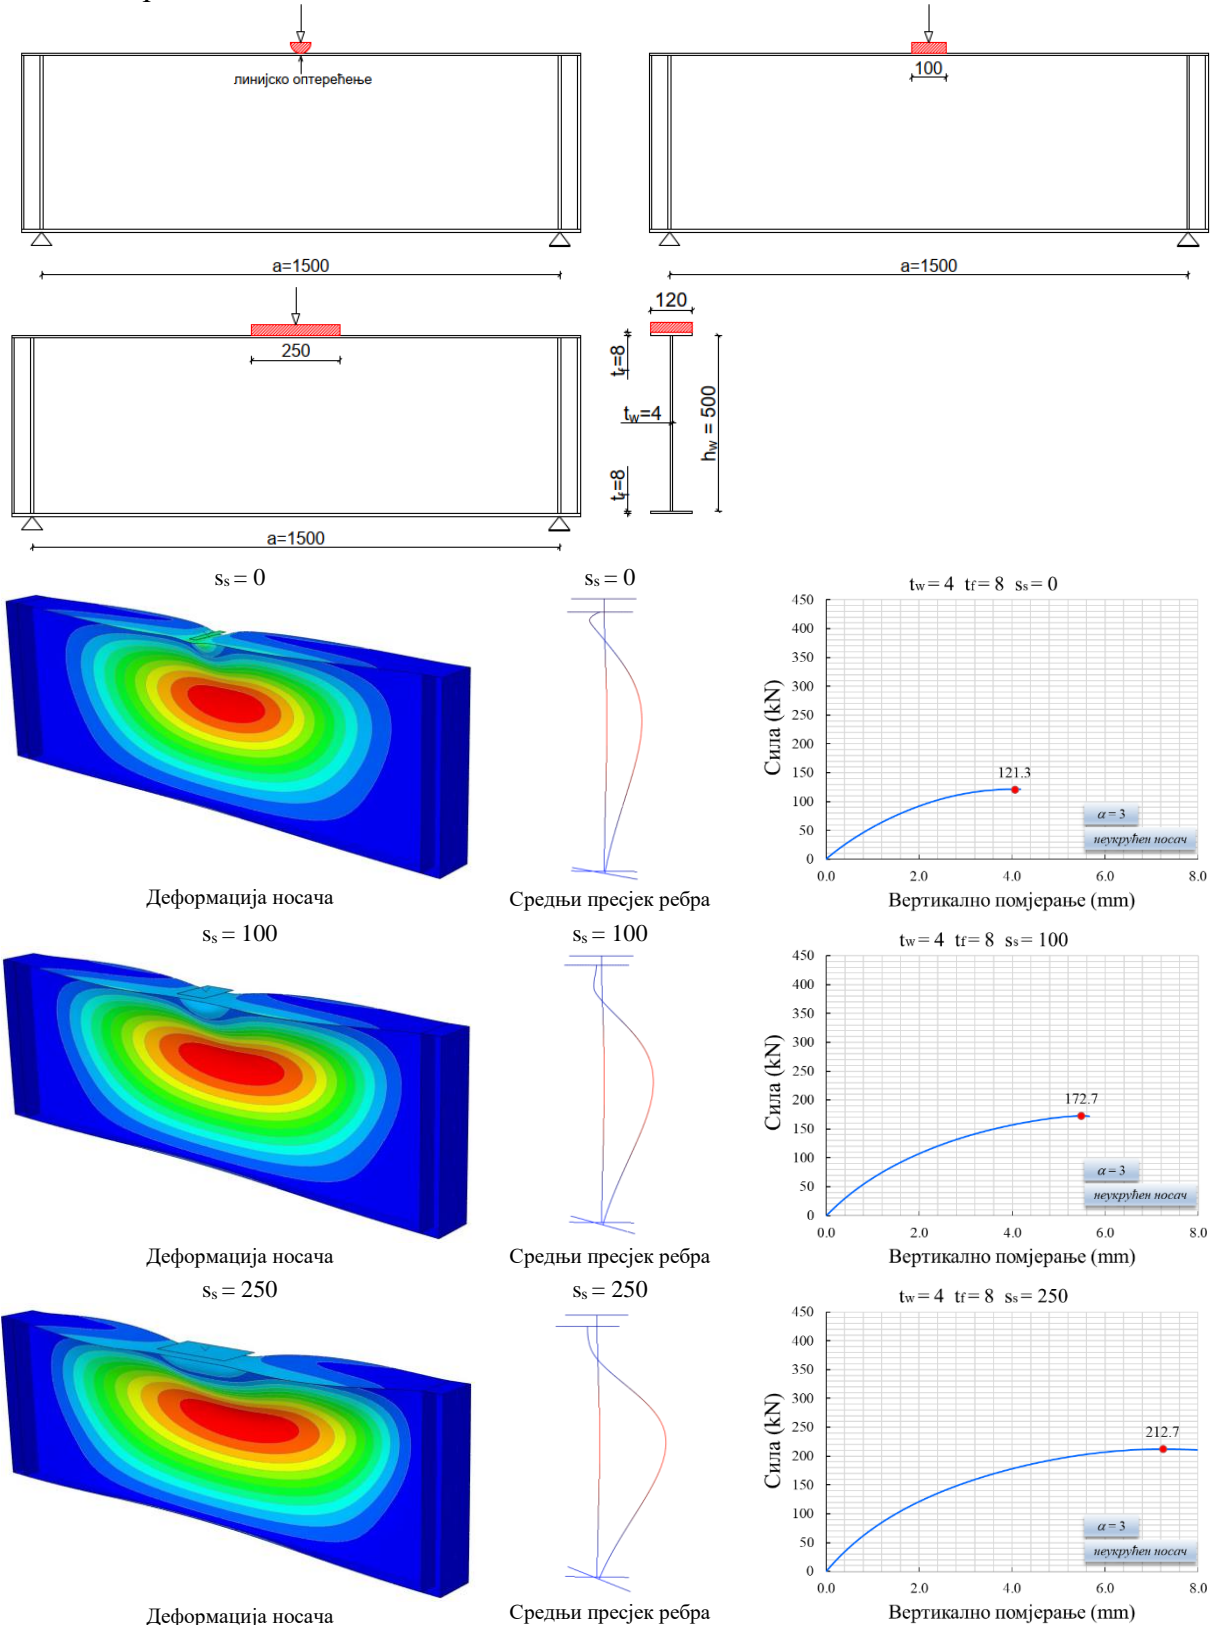 линијско оптерећење
100
a=1500
a=1500
250
120
tf=8
tw=4
hw = 500
tf=8
a=1500
ss = 0
ss = 0
tw = 4 tf = 8 ss = 0
450
400
350
300
250
200
150
100
50
0
Сила (kN)
121.3
α = 3
неукрућен носач
0.0 2.0 4.0 6.0 8.0
Вертикално помјерање (mm)
Деформација носача
Средњи пресјек ребра
ss = 100
ss = 100
tw = 4 tf = 8 ss = 100
450
400
350
300
250
200
150
100
50
0
Сила (kN)
172.7
α = 3
неукрућен носач
0.0 2.0 4.0 6.0 8.0
Вертикално помјерање (mm)
Деформација носача
Средњи пресјек ребра
ss = 250
ss = 250
tw = 4 tf = 8 ss = 250
450
400
350
300
250
200
150
100
50
0
Сила (kN)
212.7
α = 3
неукрућен носач
0.0 2.0 4.0 6.0 8.0
Вертикално помјерање (mm)
Деформација носача
Средњи пресјек ребра